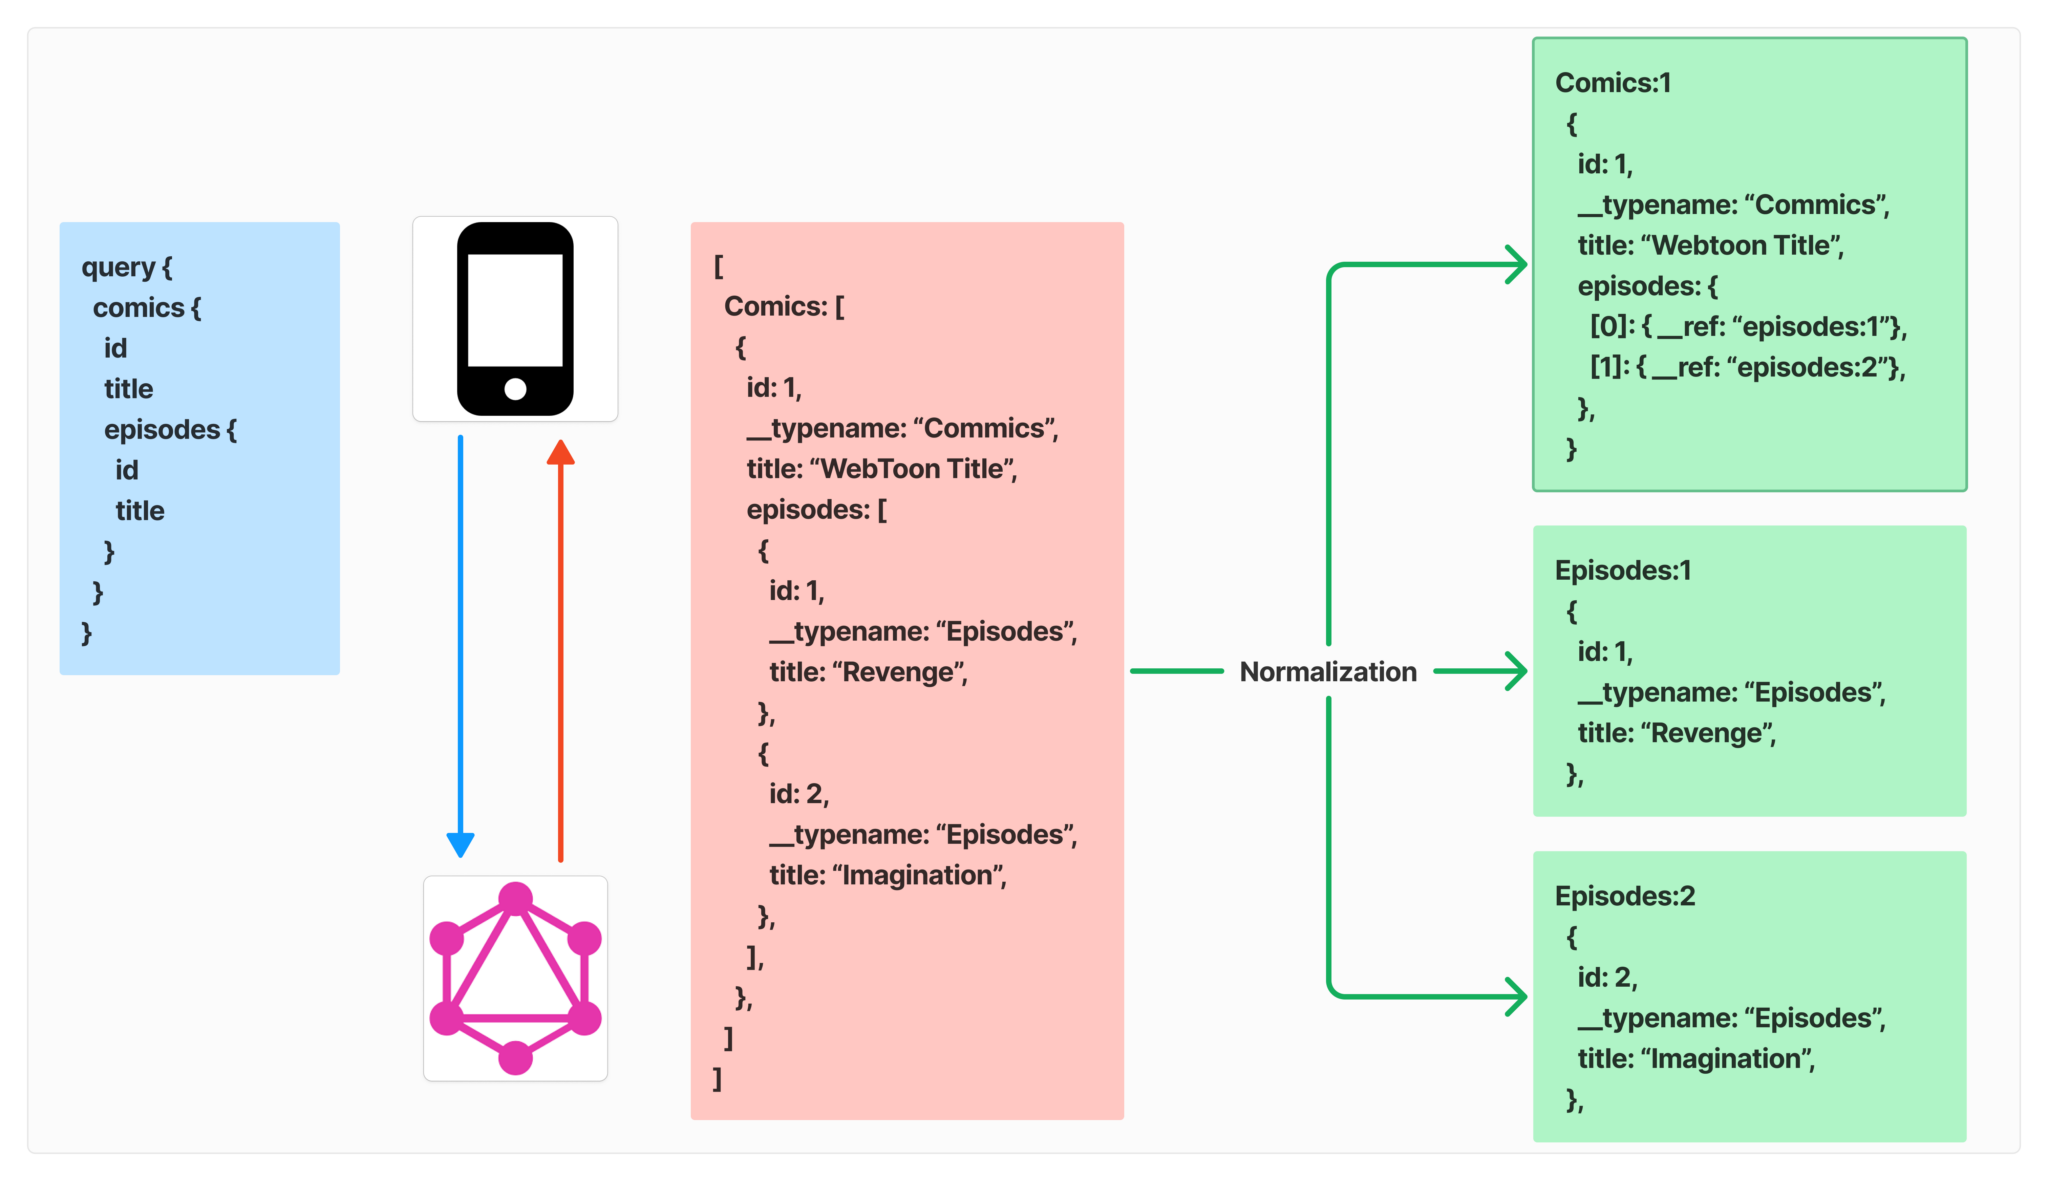 query {
comics {
id
title
episodes {
id
title
}
}
}
[
Comics: [
{
id: 1,
__typename: “Commics”,
title: “WebToon Title”,
episodes: [
{
id: 1,
__typename: “Episodes”,
title: “Revenge”,
},
{
id: 2,
__typename: “Episodes”,
title: “Imagination”,
},
],
},
]
]
Normalization
Comics:1
{
id: 1,
__typename: “Commics”,
title: “Webtoon Title”,
episodes: {
[0]: { __ref: “episodes:1”},
[1]: { __ref: “episodes:2”},
},
}
Episodes:1
{
id: 1,
__typename: “Episodes”,
title: “Revenge”,
},
Episodes:2
{
id: 2,
__typename: “Episodes”,
title: “Imagination”,
},